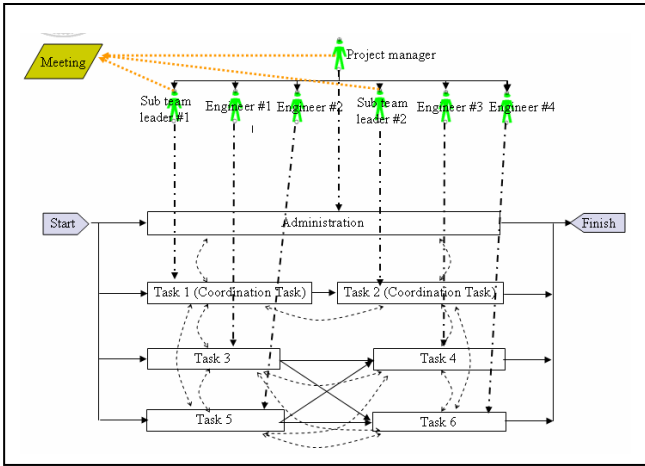 Meeting
Project manager
Sub team
leader #1
Engineer #1
Engineer #2
Sub team
leader #2
Engineer #3
Engineer #4
Start
Administration
Finish
Task 1 (Coordination Task)
Task 2 (Coordination Task)
Task 3
Task 4
Task 5
Task 6